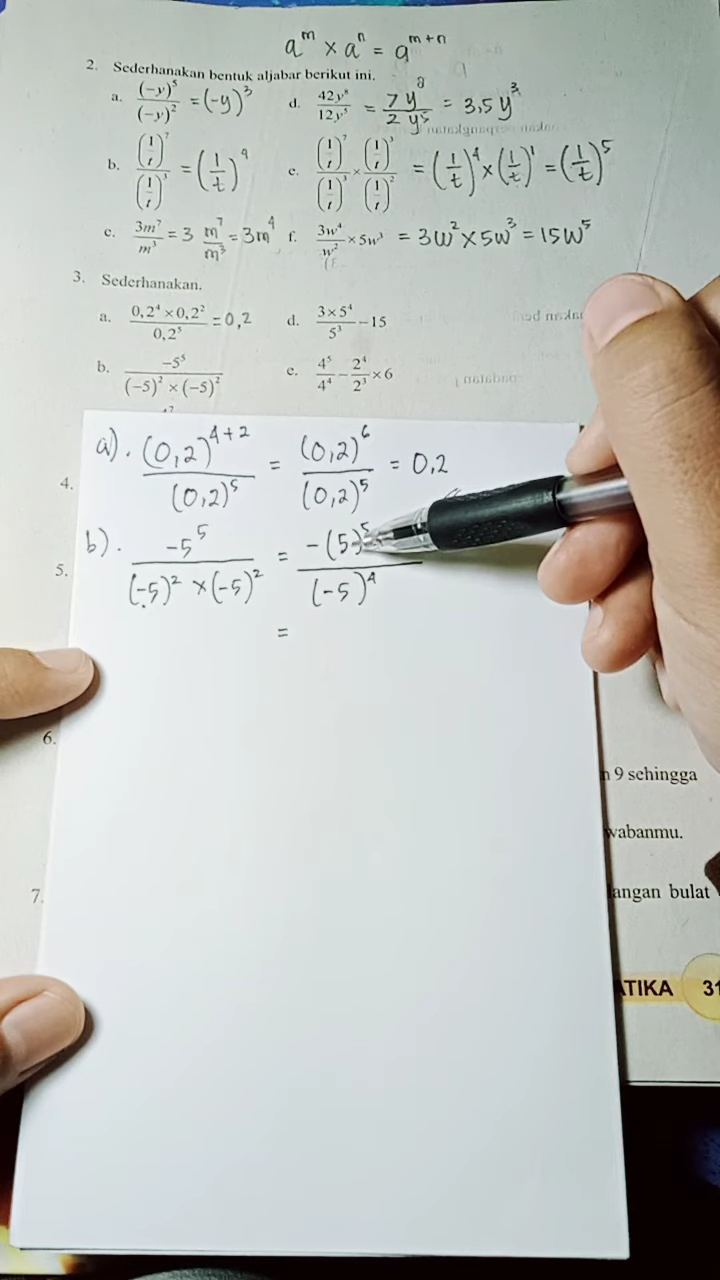 a^m × a^n = a^{m+n}
2. Sederhanakan bentuk aljabar berikut ini.
a. (-y)^5/(-y)^2 = (-y)^3
d. 42y^8/12y^5 = 7y^8/2y^5 = 3,5y^3
b. (1/t)^7/(1/t)^3 = (1/t)^4
e. (1/t)^7/(1/t)^3 × (1/t)^3/(1/t)^2 = (1/t)^4 × (1/t)^1 = (1/t)^5
c. 3m^7/m^3 = 3 m^7/m^3 = 3m^4
f. 3w^4/w^2 × 5w^3 = 3w^2 × 5w^3 = 15w^5
3. Sederhanakan.
a. 0,2^4 × 0,2^2/0,2^5 = 0,2
d. 3 × 5^4/5^3 − 15
b. -5^5/(−5)^2 × (−5)^2
e. 4^5/4^4 − 2^4/2^3 × 6
a). (0,2)^{4+2}/(0,2)^5 = (0,2)^6/(0,2)^5 = 0,2
4.
b). -5^5/(-5)^2 × (-5)^2 = -(5)^5/(-5)^4
5.
=
6.
9 sehingga
wabanmu.
7.
langan bulat
ATIKA 31